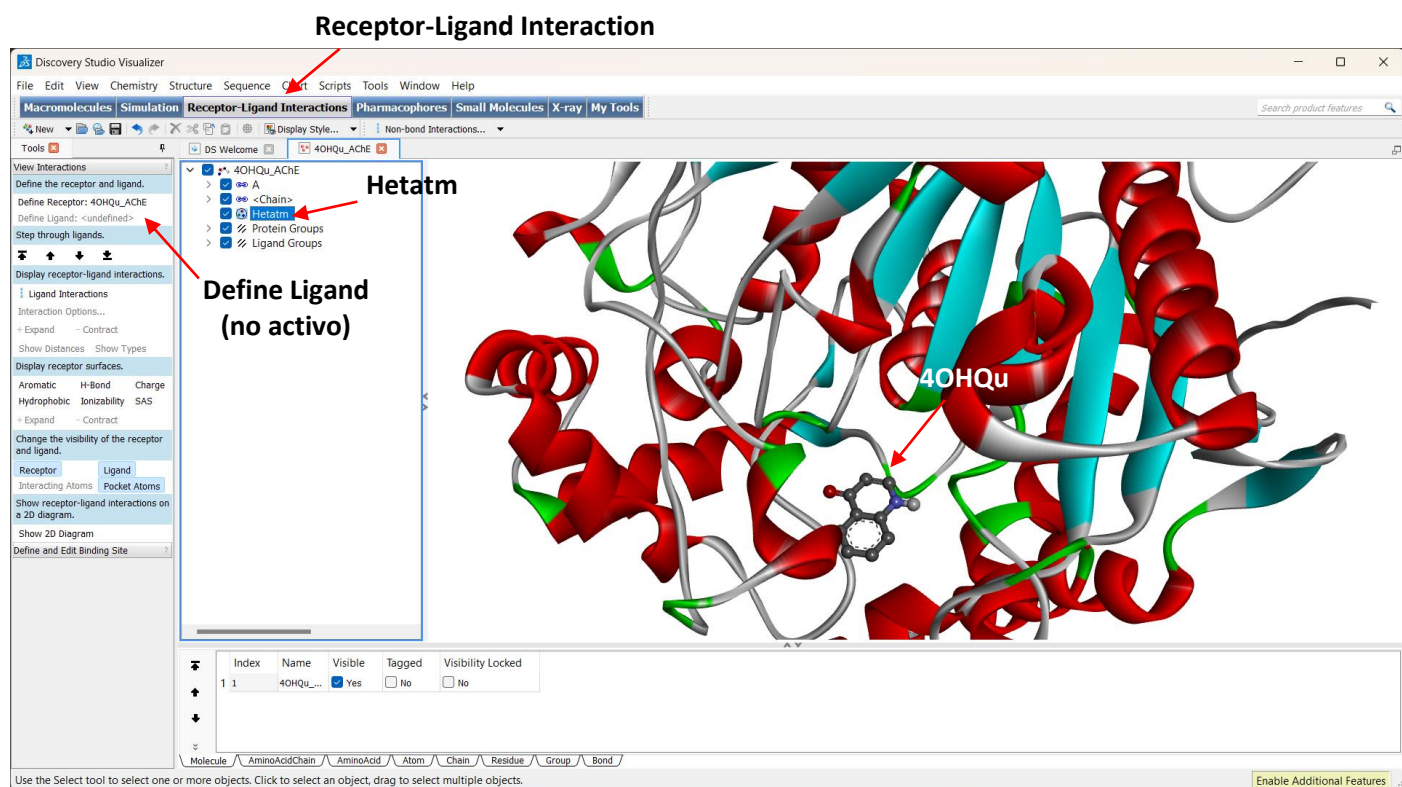 Receptor-Ligand Interaction
Discovery Studio Visualizer
File Edit View Chemistry Structure Sequence Chart Scripts Tools Window Help
Macromolecules Simulation Receptor-Ligand Interactions Pharmacophores Small Molecules X-ray My Tools
Search product features
New Display Style... Non-bond Interactions...
Tools
DS Welcome 4OHQu_AChE
View Interactions ?
Define the receptor and ligand.
Define Receptor: 4OHQu_AChE
Define Ligand: <undefined>
Step through ligands.
Display receptor-ligand interactions.
Ligand Interactions
Interaction Options...
+ Expand - Contract
Show Distances Show Types
Display receptor surfaces.
Aromatic H-Bond Charge
Hydrophobic Ionizability SAS
+ Expand - Contract
Change the visibility of the receptor
and ligand.
Receptor Ligand
Interacting Atoms Pocket Atoms
Show receptor-ligand interactions on
a 2D diagram.
Show 2D Diagram
Define and Edit Binding Site ?
4OHQu_AChE
A
<Chain>
Hetatm
Protein Groups
Ligand Groups
Hetatm
Define Ligand
(no activo)
4OHQu
Index Name Visible Tagged Visibility Locked
1 1 4OHQu_... Yes No No
Molecule AminoAcidChain AminoAcid Atom Chain Residue Group Bond
Use the Select tool to select one or more objects. Click to select an object, drag to select multiple objects.
Enable Additional Features